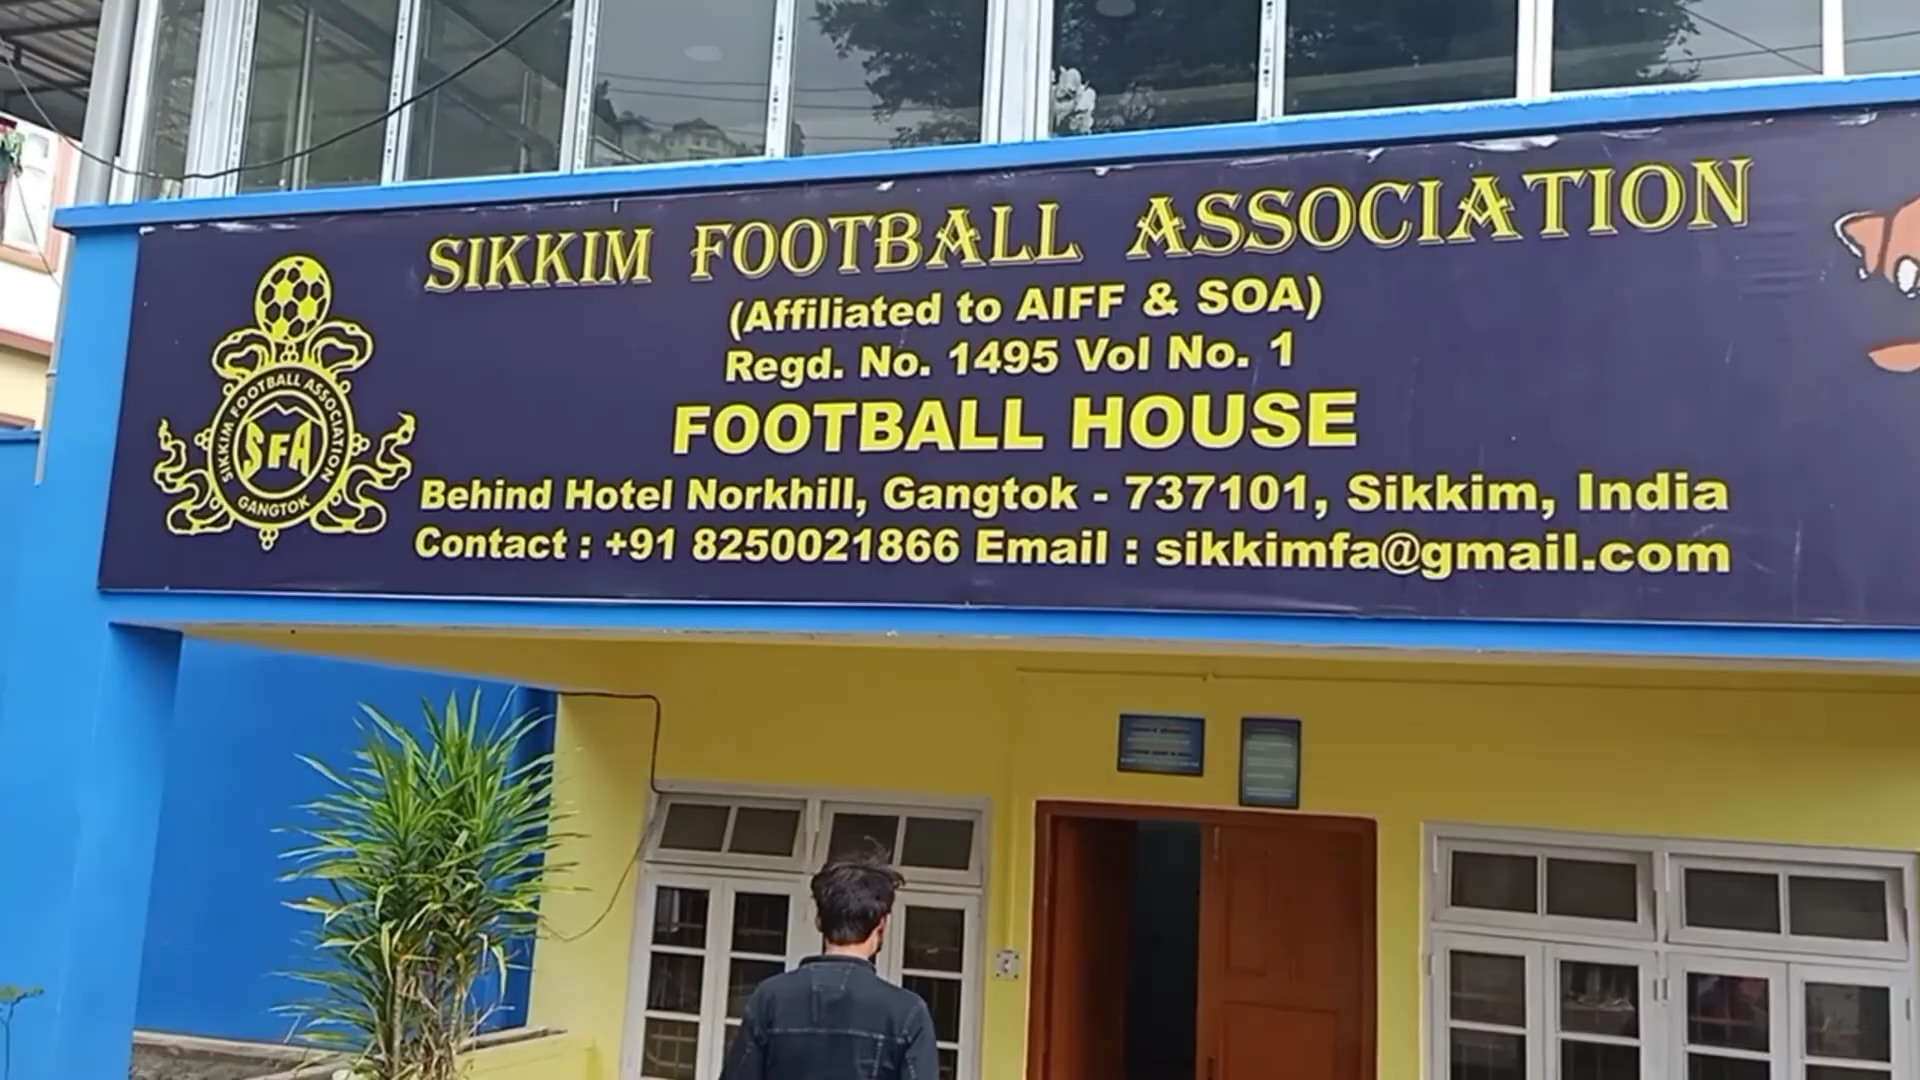 SIKKIM FOOTBALL ASSOCIATION
(Affiliated to AIFF & SOA)
Regd. No. 1495 Vol No. 1
FOOTBALL HOUSE
Behind Hotel Norkhill, Gangtok - 737101, Sikkim, India
Contact : +91 8250021866 Email : sikkimfa@gmail.com
SIKKIM FOOTBALL ASSOCIATION
SFA
GANGTOK